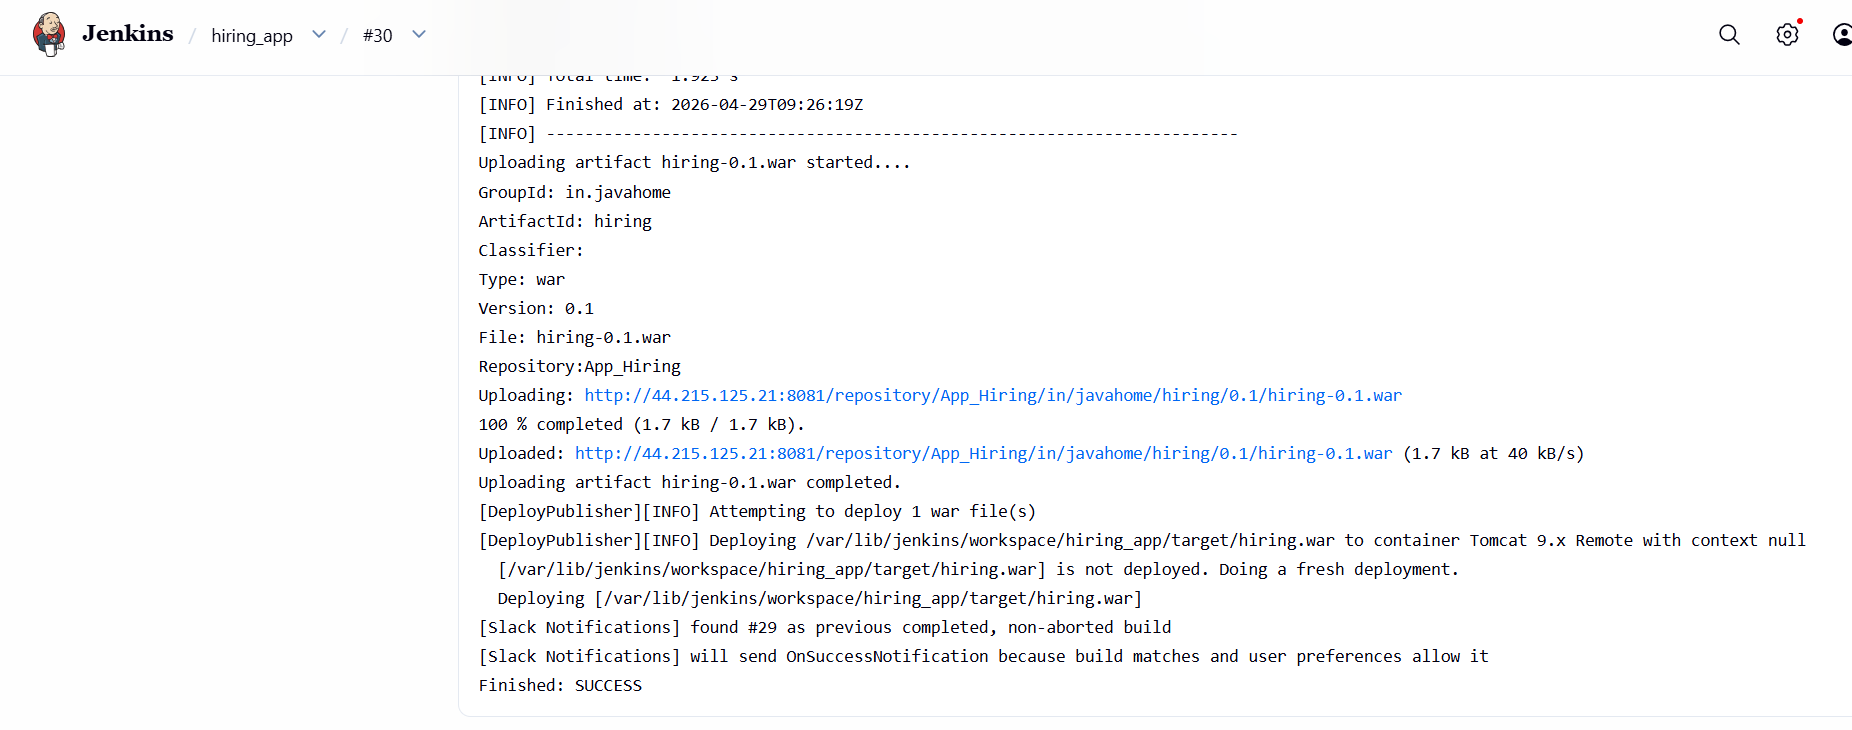 Jenkins / hiring_app / #30
[INFO] Total time:  1.925 s
[INFO] Finished at: 2026-04-29T09:26:19Z
[INFO] ------------------------------------------------------------------------
Uploading artifact hiring-0.1.war started....
GroupId: in.javahome
ArtifactId: hiring
Classifier:
Type: war
Version: 0.1
File: hiring-0.1.war
Repository:App_Hiring
Uploading: http://44.215.125.21:8081/repository/App_Hiring/in/javahome/hiring/0.1/hiring-0.1.war
100 % completed (1.7 kB / 1.7 kB).
Uploaded: http://44.215.125.21:8081/repository/App_Hiring/in/javahome/hiring/0.1/hiring-0.1.war (1.7 kB at 40 kB/s)
Uploading artifact hiring-0.1.war completed.
[DeployPublisher][INFO] Attempting to deploy 1 war file(s)
[DeployPublisher][INFO] Deploying /var/lib/jenkins/workspace/hiring_app/target/hiring.war to container Tomcat 9.x Remote with context null
  [/var/lib/jenkins/workspace/hiring_app/target/hiring.war] is not deployed. Doing a fresh deployment.
  Deploying [/var/lib/jenkins/workspace/hiring_app/target/hiring.war]
[Slack Notifications] found #29 as previous completed, non-aborted build
[Slack Notifications] will send OnSuccessNotification because build matches and user preferences allow it
Finished: SUCCESS